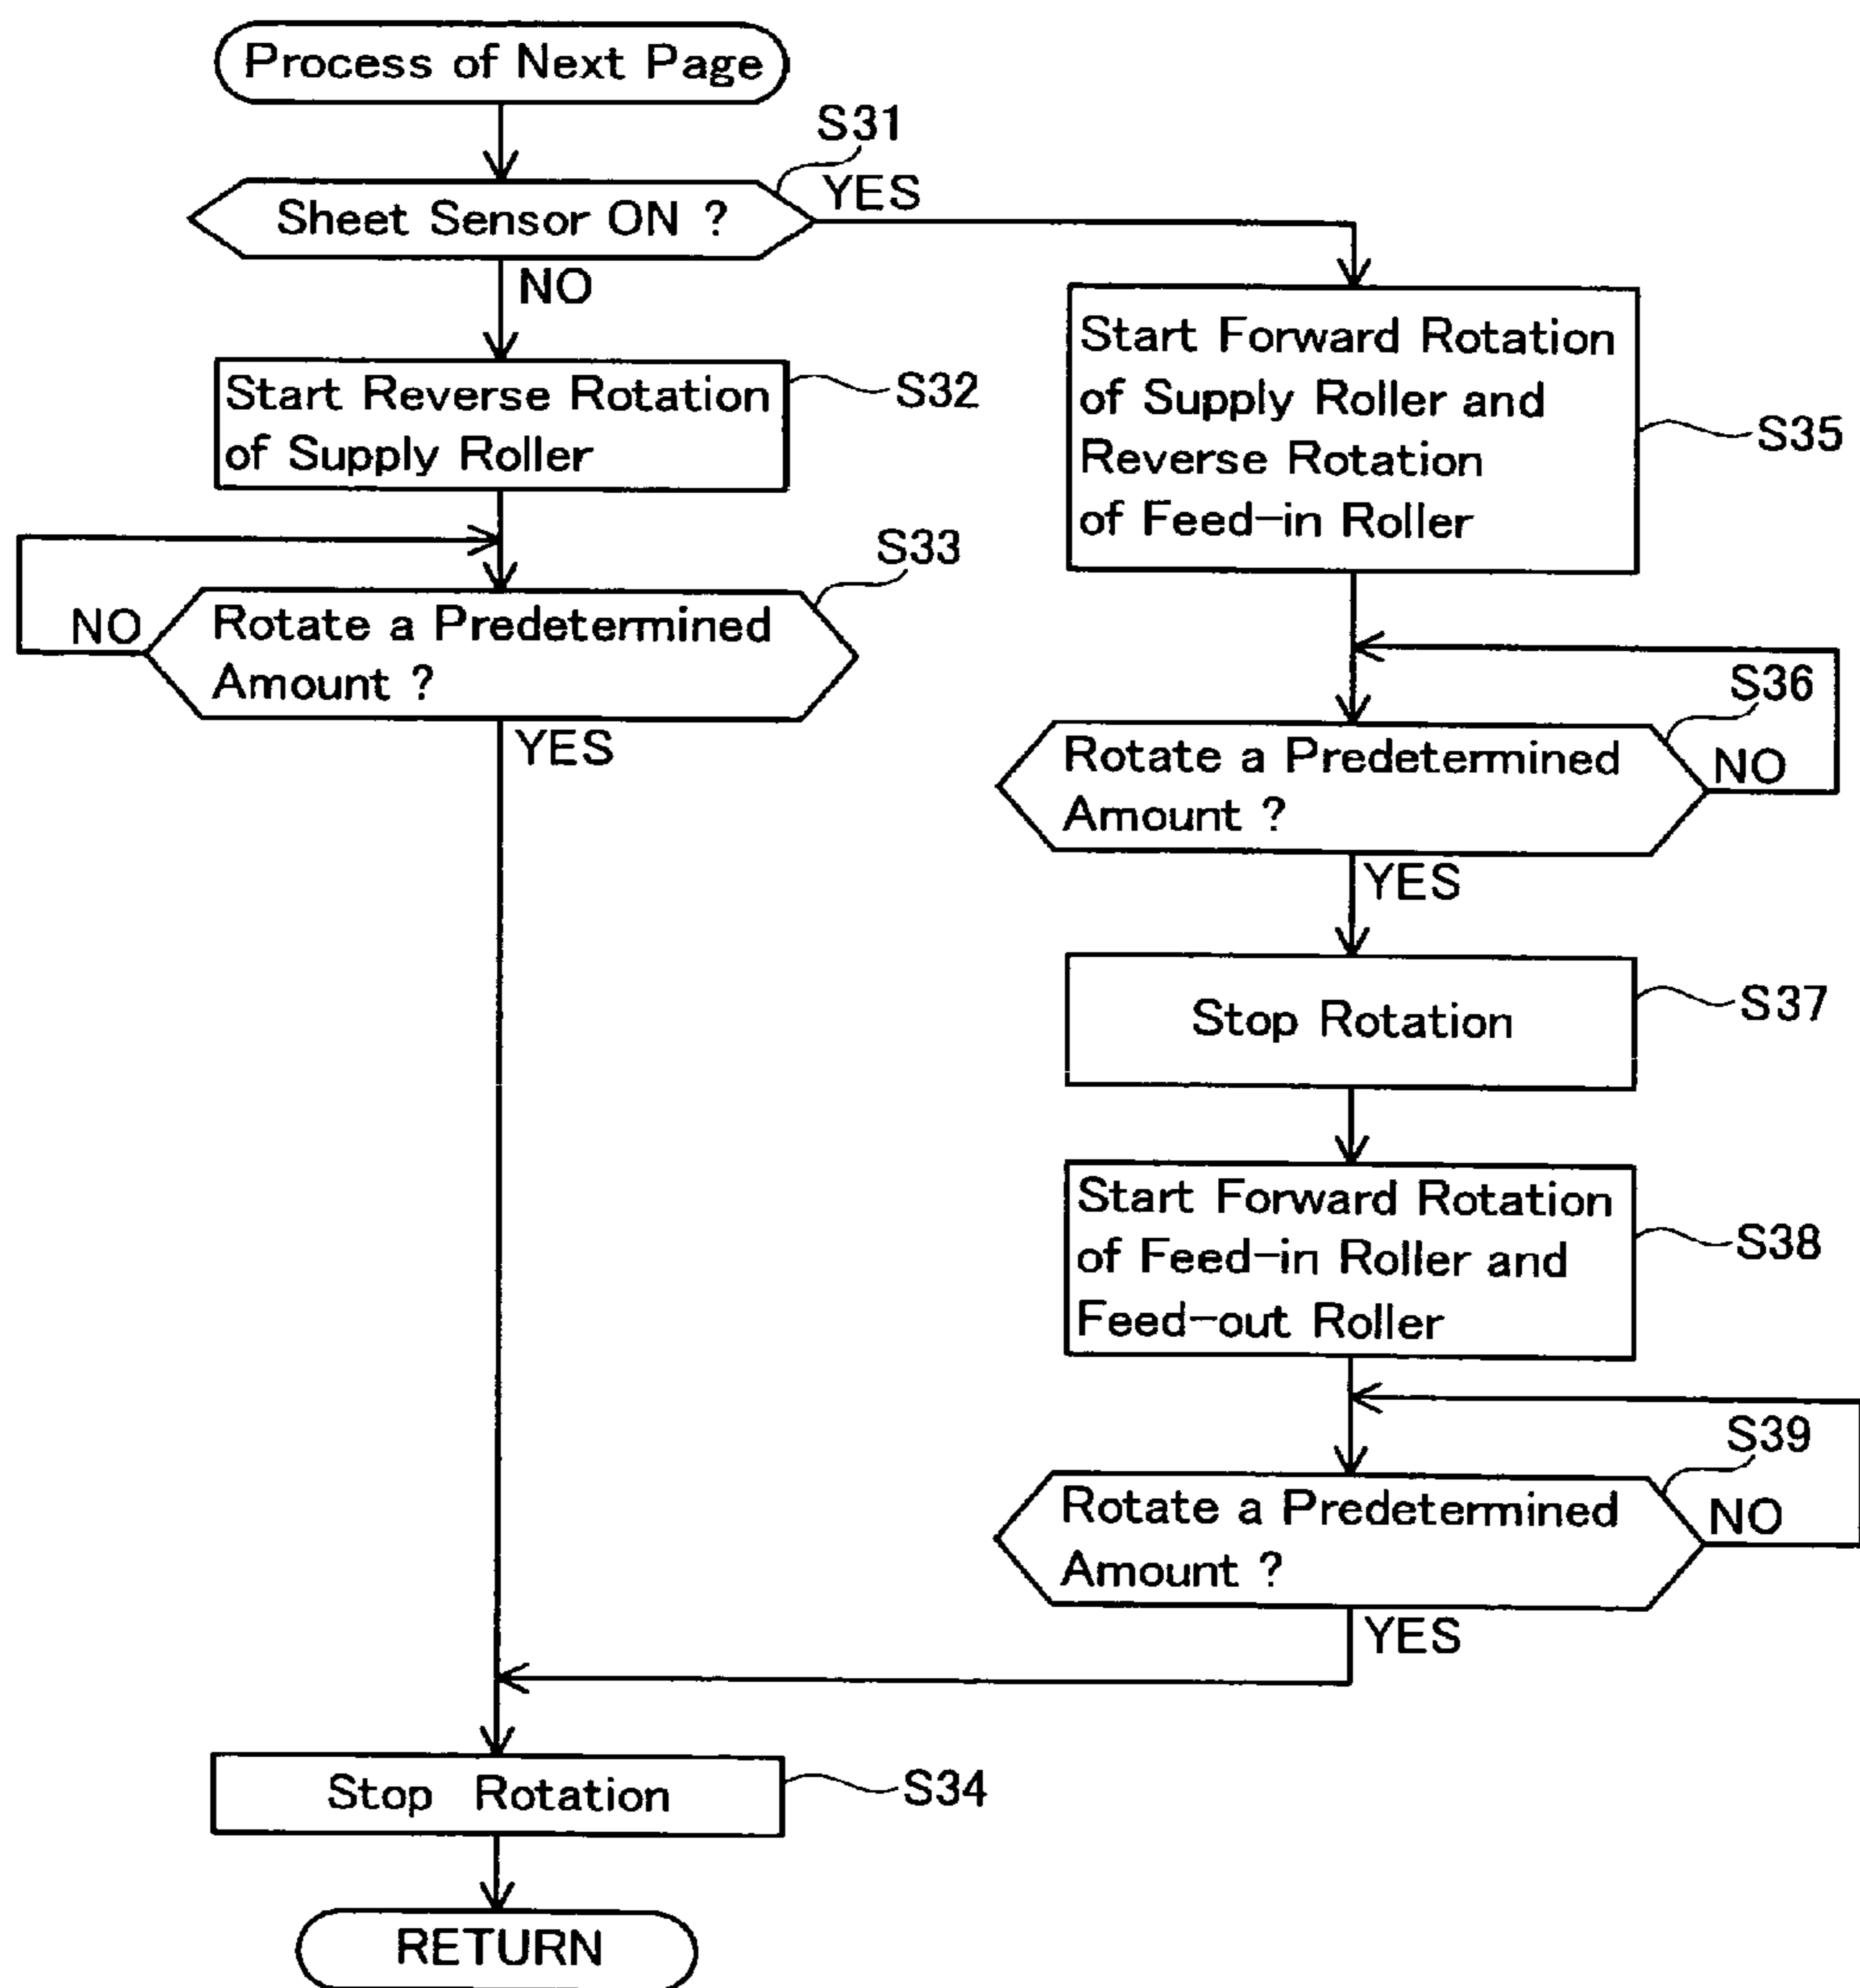 Process of Next Page
S31
YES
Sheet Sensor ON ?
NO
Start Reverse Rotation
of Supply Roller
S32
S33
NO
Rotate a Predetermined
Amount ?
YES
Start Forward Rotation
of Supply Roller and
Reverse Rotation
of Feed-in Roller
S35
S36
Rotate a Predetermined
Amount ?
NO
YES
Stop Rotation
S37
Start Forward Rotation
of Feed-in Roller and
Feed-out Roller
S38
S39
Rotate a Predetermined
Amount ?
NO
YES
Stop Rotation
S34
RETURN